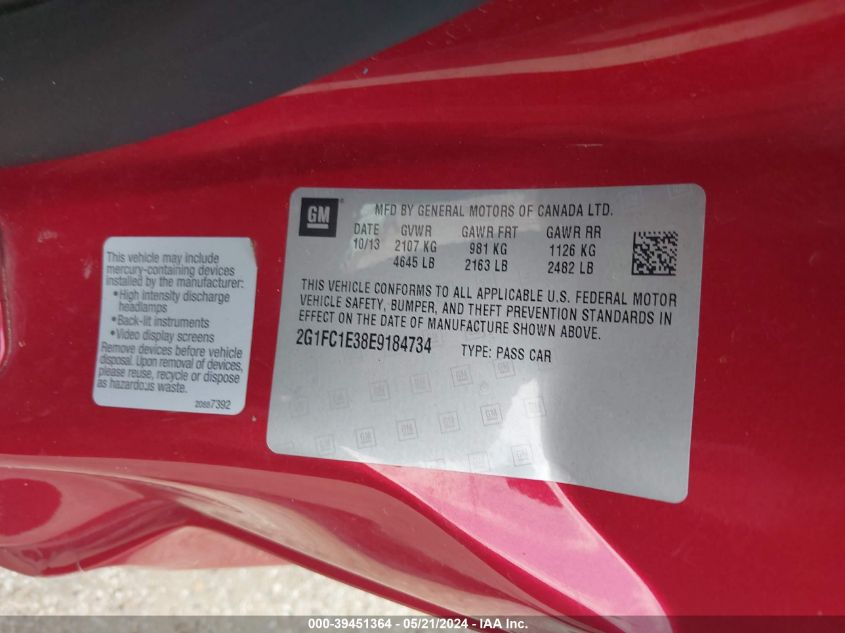 This vehicle may include
mercury-containing devices
installed by the manufacturer:
•High intensity discharge
headlamps
•Back-lit instruments
•Video display screens
Remove devices before vehicle
disposal. Upon removal of devices,
please reuse, recycle or dispose
as hazardous waste.
20887392
GM
MFD BY GENERAL MOTORS OF CANADA LTD.
DATE GVWR GAWR FRT GAWR RR
10/13 2107 KG 981 KG 1126 KG
4645 LB 2163 LB 2482 LB
THIS VEHICLE CONFORMS TO ALL APPLICABLE U.S. FEDERAL MOTOR
VEHICLE SAFETY, BUMPER, AND THEFT PREVENTION STANDARDS IN
EFFECT ON THE DATE OF MANUFACTURE SHOWN ABOVE.
2G1FC1E38E9184734 TYPE: PASS CAR
000-39451364 - 05/21/2024 - IAA Inc.